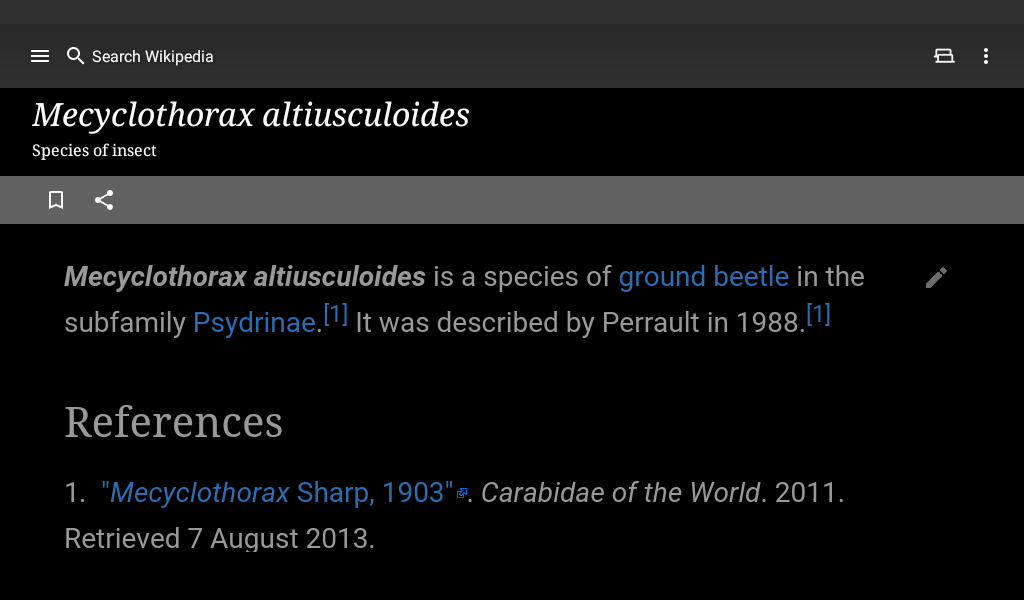 Search Wikipedia
Mecyclothorax altiusculoides
Species of insect
Mecyclothorax altiusculoides is a species of ground beetle in the
subfamily Psydrinae.[1] It was described by Perrault in 1988.[1]
References
1. "Mecyclothorax Sharp, 1903". Carabidae of the World. 2011.
Retrieved 7 August 2013.